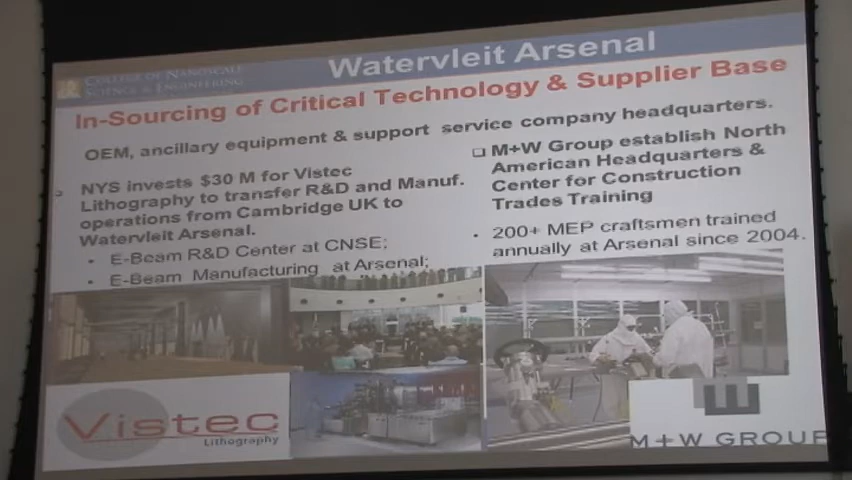 Watervleit Arsenal
COLLEGE OF NANOSCALE
SCIENCE & ENGINEERING
In-Sourcing of Critical Technology & Supplier Base
OEM, ancillary equipment & support service company headquarters.
NYS invests $30 M for Vistec
Lithography to transfer R&D and Manuf.
operations from Cambridge UK to
Watervleit Arsenal.
• E-Beam R&D Center at CNSE;
• E-Beam Manufacturing at Arsenal;
❑ M+W Group establish North
American Headquarters &
Center for Construction
Trades Training
• 200+ MEP craftsmen trained
annually at Arsenal since 2004.
Vistec
Lithography
M+W GROUP